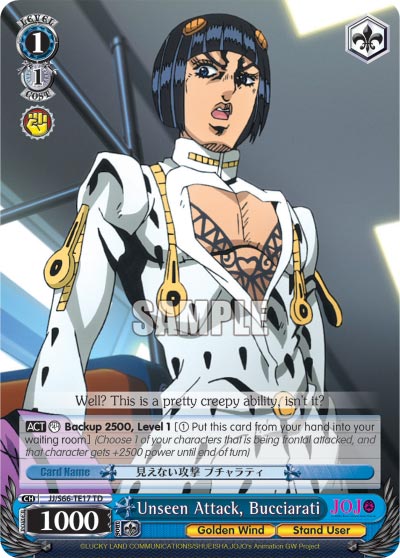 LEVEL
1
1
COST
SAMPLE
Well? This is a pretty creepy ability, isn't it?
ACT Backup 2500, Level 1 [① Put this card from your hand into your
waiting room] (Choose 1 of your characters that is being frontal attacked, and
that character gets +2500 power until end of turn)
Card Name 見えない攻撃 ブチャラティ
CH JJ/S66-TE17 TD
POWER 1000 SOUL Unseen Attack, Bucciarati JOJO
Golden Wind Stand User
©LUCKY LAND COMMUNICATIONS/SHUEISHA,JOJO's Animation GW Project